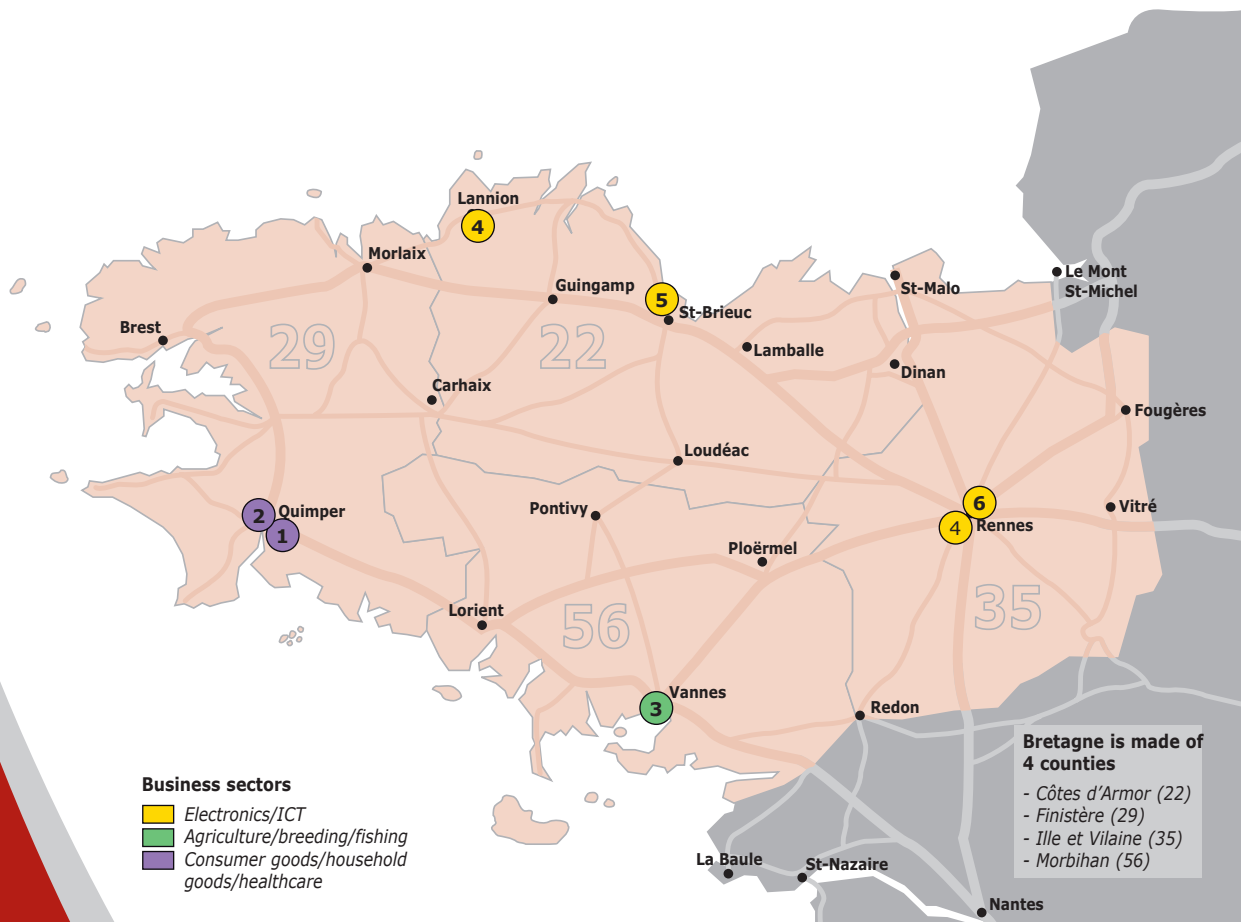 Lannion
4
Morlaix
Guingamp
5
St-Brieuc
Le Mont
St-Michel
St-Malo
Brest
29
22
Lamballe
Dinan
Carhaix
Fougères
Loudéac
2
Quimper
1
Pontivy
6
4
Rennes
Vitré
Ploërmel
Lorient
56
35
Vannes
3
Redon
Business sectors
Electronics/ICT
Agriculture/breeding/fishing
Consumer goods/household
goods/healthcare
Bretagne is made of
4 counties
- Côtes d’Armor (22)
- Finistère (29)
- Ille et Vilaine (35)
- Morbihan (56)
La Baule
St-Nazaire
Nantes